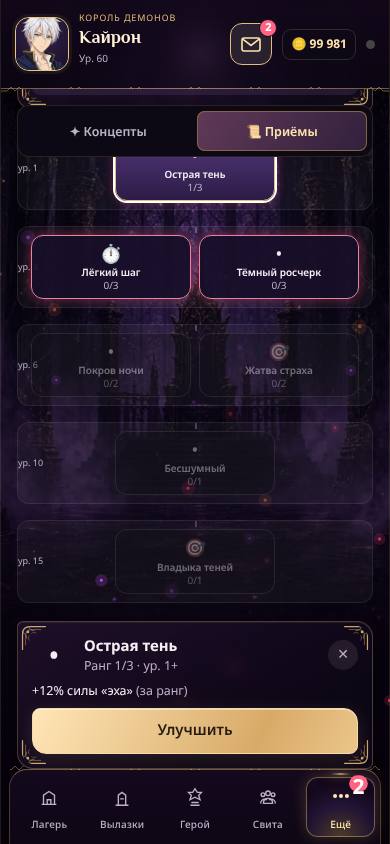 КОРОЛЬ ДЕМОНОВ
Кайрон
Ур. 60
2
99 981
✦ Концепты
Приёмы
ур. 1
Острая тень
1/3
ур.
Лёгкий шаг
0/3
Тёмный росчерк
0/3
ур. 6
Покров ночи
0/2
Жатва страха
0/2
ур. 10
Бесшумный
0/1
ур. 15
Владыка теней
0/1
Острая тень
Ранг 1/3 · ур. 1+
+12% силы «эха» (за ранг)
Улучшить
Лагерь
Вылазки
Герой
Свита
2
Ещё